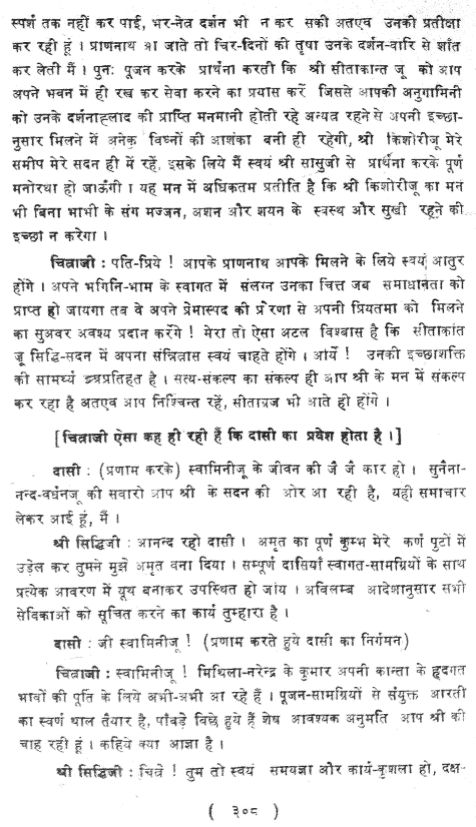 स्पर्श तक नहीं कर पाई, भर-नेत्र दर्शन भी न कर सकी अतएव उनकी प्रतीक्षा
कर रही हूं । प्राणनाथ आ जाते तो चिर-दिनों की तृषा उनके दर्शन-वारि से शाँत
कर लेती मैं । पुनः पूजन करके प्रार्थना करती कि श्री सीताकान्त जू को आप
अपने भवन में ही रख कर सेवा करने का प्रयास करें जिससे आपकी अनुगामिनी
को उनके दर्शनाह्लाद की प्राप्ति मनमानी होती रहे अन्यत्र रहने से अपनी इच्छा-
नुसार मिलने में अनेक विघ्नों की आशंका बनी ही रहेगी, श्री किशोरीजू मेरे
समीप मेरे सदन ही में रहें, इसके लिये मैं स्वयं श्री सासुजी से प्रार्थना करके पूर्ण
मनोरथा हो जाऊँगी । यह मन में अधिकतम प्रतीति है कि श्री किशोरीजू का मन
भी बिना भाभी के संग मज्जन, अशन और शयन के स्वस्थ और सुखी रहने की
इच्छा न करेगा ।
चित्राजी : पति-प्रिये ! आपके प्राणनाथ आपके मिलने के लिये स्वयं आतुर
होंगे । अपने भगिनि-भाम के स्वागत में संलग्न उनका चित्त जब समाधानता को
प्राप्त हो जायगा तब वे अपने प्रेमास्पद की प्रेरणा से अपनी प्रियतमा को मिलने
का सुअवर अवश्य प्रदान करेंगे ! मेरा तो ऐसा अटल विश्वास है कि सीताकांत
जू सिद्धि-सदन में अपना संन्निवास स्वयं चाहते होंगे । आर्ये ! उनकी इच्छाशक्ति
की सामर्थ्य अप्रतिहत है । सत्य-संकल्प का संकल्प ही आप श्री के मन में संकल्प
कर रहा है अतएव आप निश्चिन्त रहें, सीताग्रज भी आते ही होंगे ।
[चित्राजी ऐसा कह ही रही हैं कि दासी का प्रवेश होता है ।]
दासी : (प्रणाम करके) स्वामिनीजू के जीवन की जै जै कार हो । सुनैना-
नन्द-वर्धनजू की सवारी आप श्री के सदन की ओर आ रही है, यही समाचार
लेकर आई हूं, मैं ।
श्री सिद्धिजी : आनन्द रहो दासी । अमृत का पूर्ण कुम्भ मेरे कर्ण पुटों में
उड़ेल कर तुमने मुझे अमृत बना दिया । सम्पूर्ण दासियाँ स्वागत-सामग्रियों के साथ
प्रत्येक आवरण में यूथ बनाकर उपस्थित हो जांय । अविलम्ब आदेशानुसार सभी
सेविकाओं को सूचित करने का कार्य तुम्हारा है ।
दासी : जी स्वामिनीजू ! (प्रणाम करते हुये दासी का निर्गमन)
चित्राजी : स्वामिनीजू ! मिथिला-नरेन्द्र के कुमार अपनी कान्ता के हृदगत
भावों की पूर्ति के लिये अभी-अभी आ रहे हैं । पूजन-सामग्रियों से संयुक्त आरती
का स्वर्ण थाल तैयार है, पाँवड़े बिछे हुये हैं शेष आवश्यक अनुमति आप श्री की
चाह रही हूं । कहिये क्या आज्ञा है ।
श्री सिद्धिजी : चित्रे ! तुम तो स्वयं समयज्ञा और कार्य-कुशला हो, दक्ष-
( ३०८ )